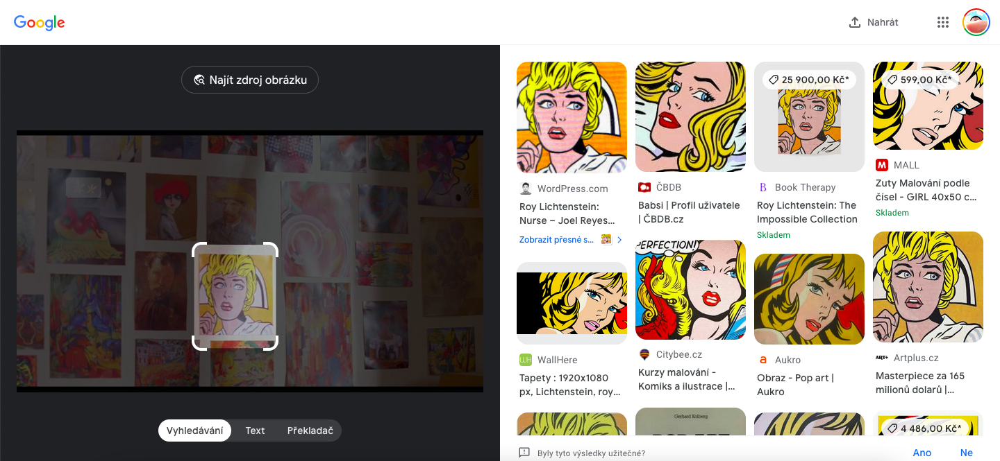 Google
Nahrát
Najít zdroj obrázku
Vyhledávání
Text
Překladač
WordPress.com
Roy Lichtenstein:
Nurse – Joel Reyes...
Zobrazit přesné s...
WallHere
Tapety : 1920x1080
px, Lichtenstein, roy...
ČBDB
Babsi | Profil uživatele
| ČBDB.cz
PERFECTION!
Citybee.cz
Kurzy malování -
Komiks a ilustrace |...
Gerhard Kolberg
25 900,00 Kč*
Book Therapy
Roy Lichtenstein: The
Impossible Collection
Skladem
Aukro
Obraz - Pop art |
Aukro
599,00 Kč*
MALL
Zuty Malování podle
čísel - GIRL 40x50 c...
Skladem
ART+
Artplus.cz
Masterpiece za 165
milionů dolarů |...
4 486,00 Kč*
Byly tyto výsledky užitečné?
Ano
Ne